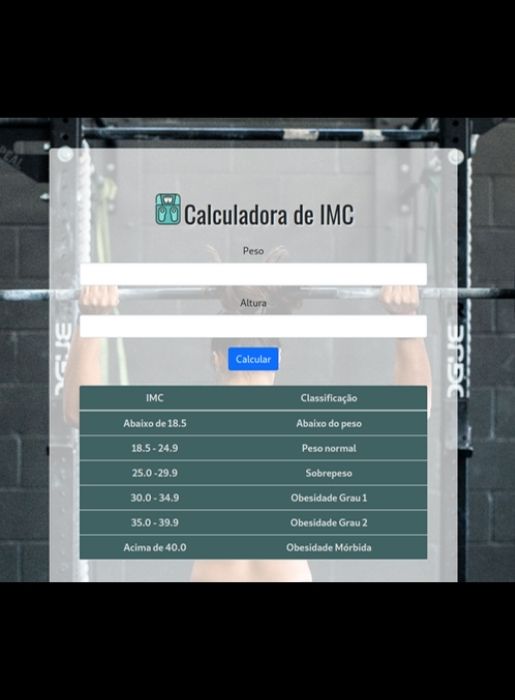 Calculadora de IMC
Peso
Altura
Calcular
IMC Classificação
Abaixo de 18.5 Abaixo do peso
18.5 - 24.9 Peso normal
25.0 -29.9 Sobrepeso
30.0 - 34.9 Obesidade Grau 1
35.0 - 39.9 Obesidade Grau 2
Acima de 40.0 Obesidade Mórbida